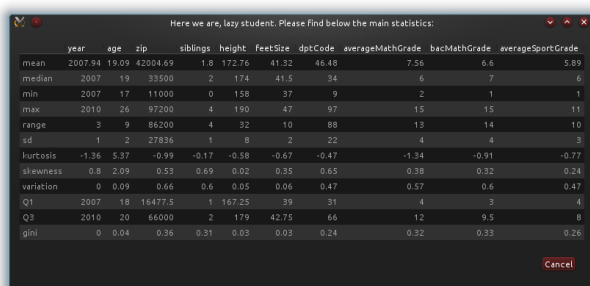 Here we are, lazy student. Please find below the main statistics:
year age zip siblings height feetSize dptCode averageMathGrade bacMathGrade averageSportGrade
mean 2007.94 19.09 42004.69 1.8 172.76 41.32 46.48 7.56 6.6 5.89
median 2007 19 33500 2 174 41.5 34 6 7 6
min 2007 17 11000 0 158 37 9 2 1 1
max 2010 26 97200 4 190 47 97 15 15 11
range 3 9 86200 4 32 10 88 13 14 10
sd 1 2 27836 1 8 2 22 4 4 3
kurtosis -1.36 5.37 -0.99 -0.17 -0.58 -0.67 -0.47 -1.34 -0.91 -0.77
skewness 0.8 2.09 0.53 0.69 0.02 0.35 0.65 0.38 0.32 0.24
variation 0 0.09 0.66 0.6 0.05 0.06 0.47 0.57 0.6 0.47
Q1 2007 18 16477.5 1 167.25 39 31 4 3 4
Q3 2010 20 66000 2 179 42.75 66 12 9.5 8
gini 0 0.04 0.36 0.31 0.03 0.03 0.24 0.32 0.33 0.26
Cancel